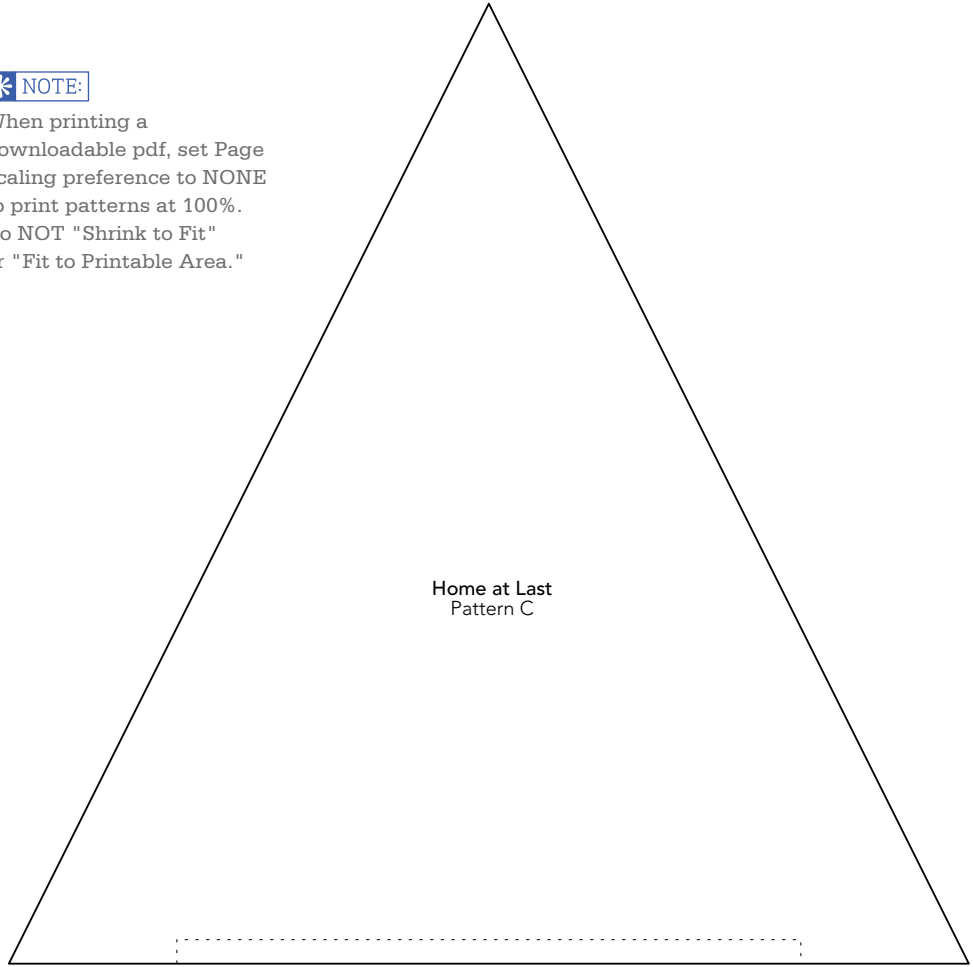 NOTE:
When printing a
ownloadable pdf, set Page
caling preference to NONE
o print patterns at 100%.
o NOT "Shrink to Fit"
r "Fit to Printable Area."
Home at Last
Pattern C